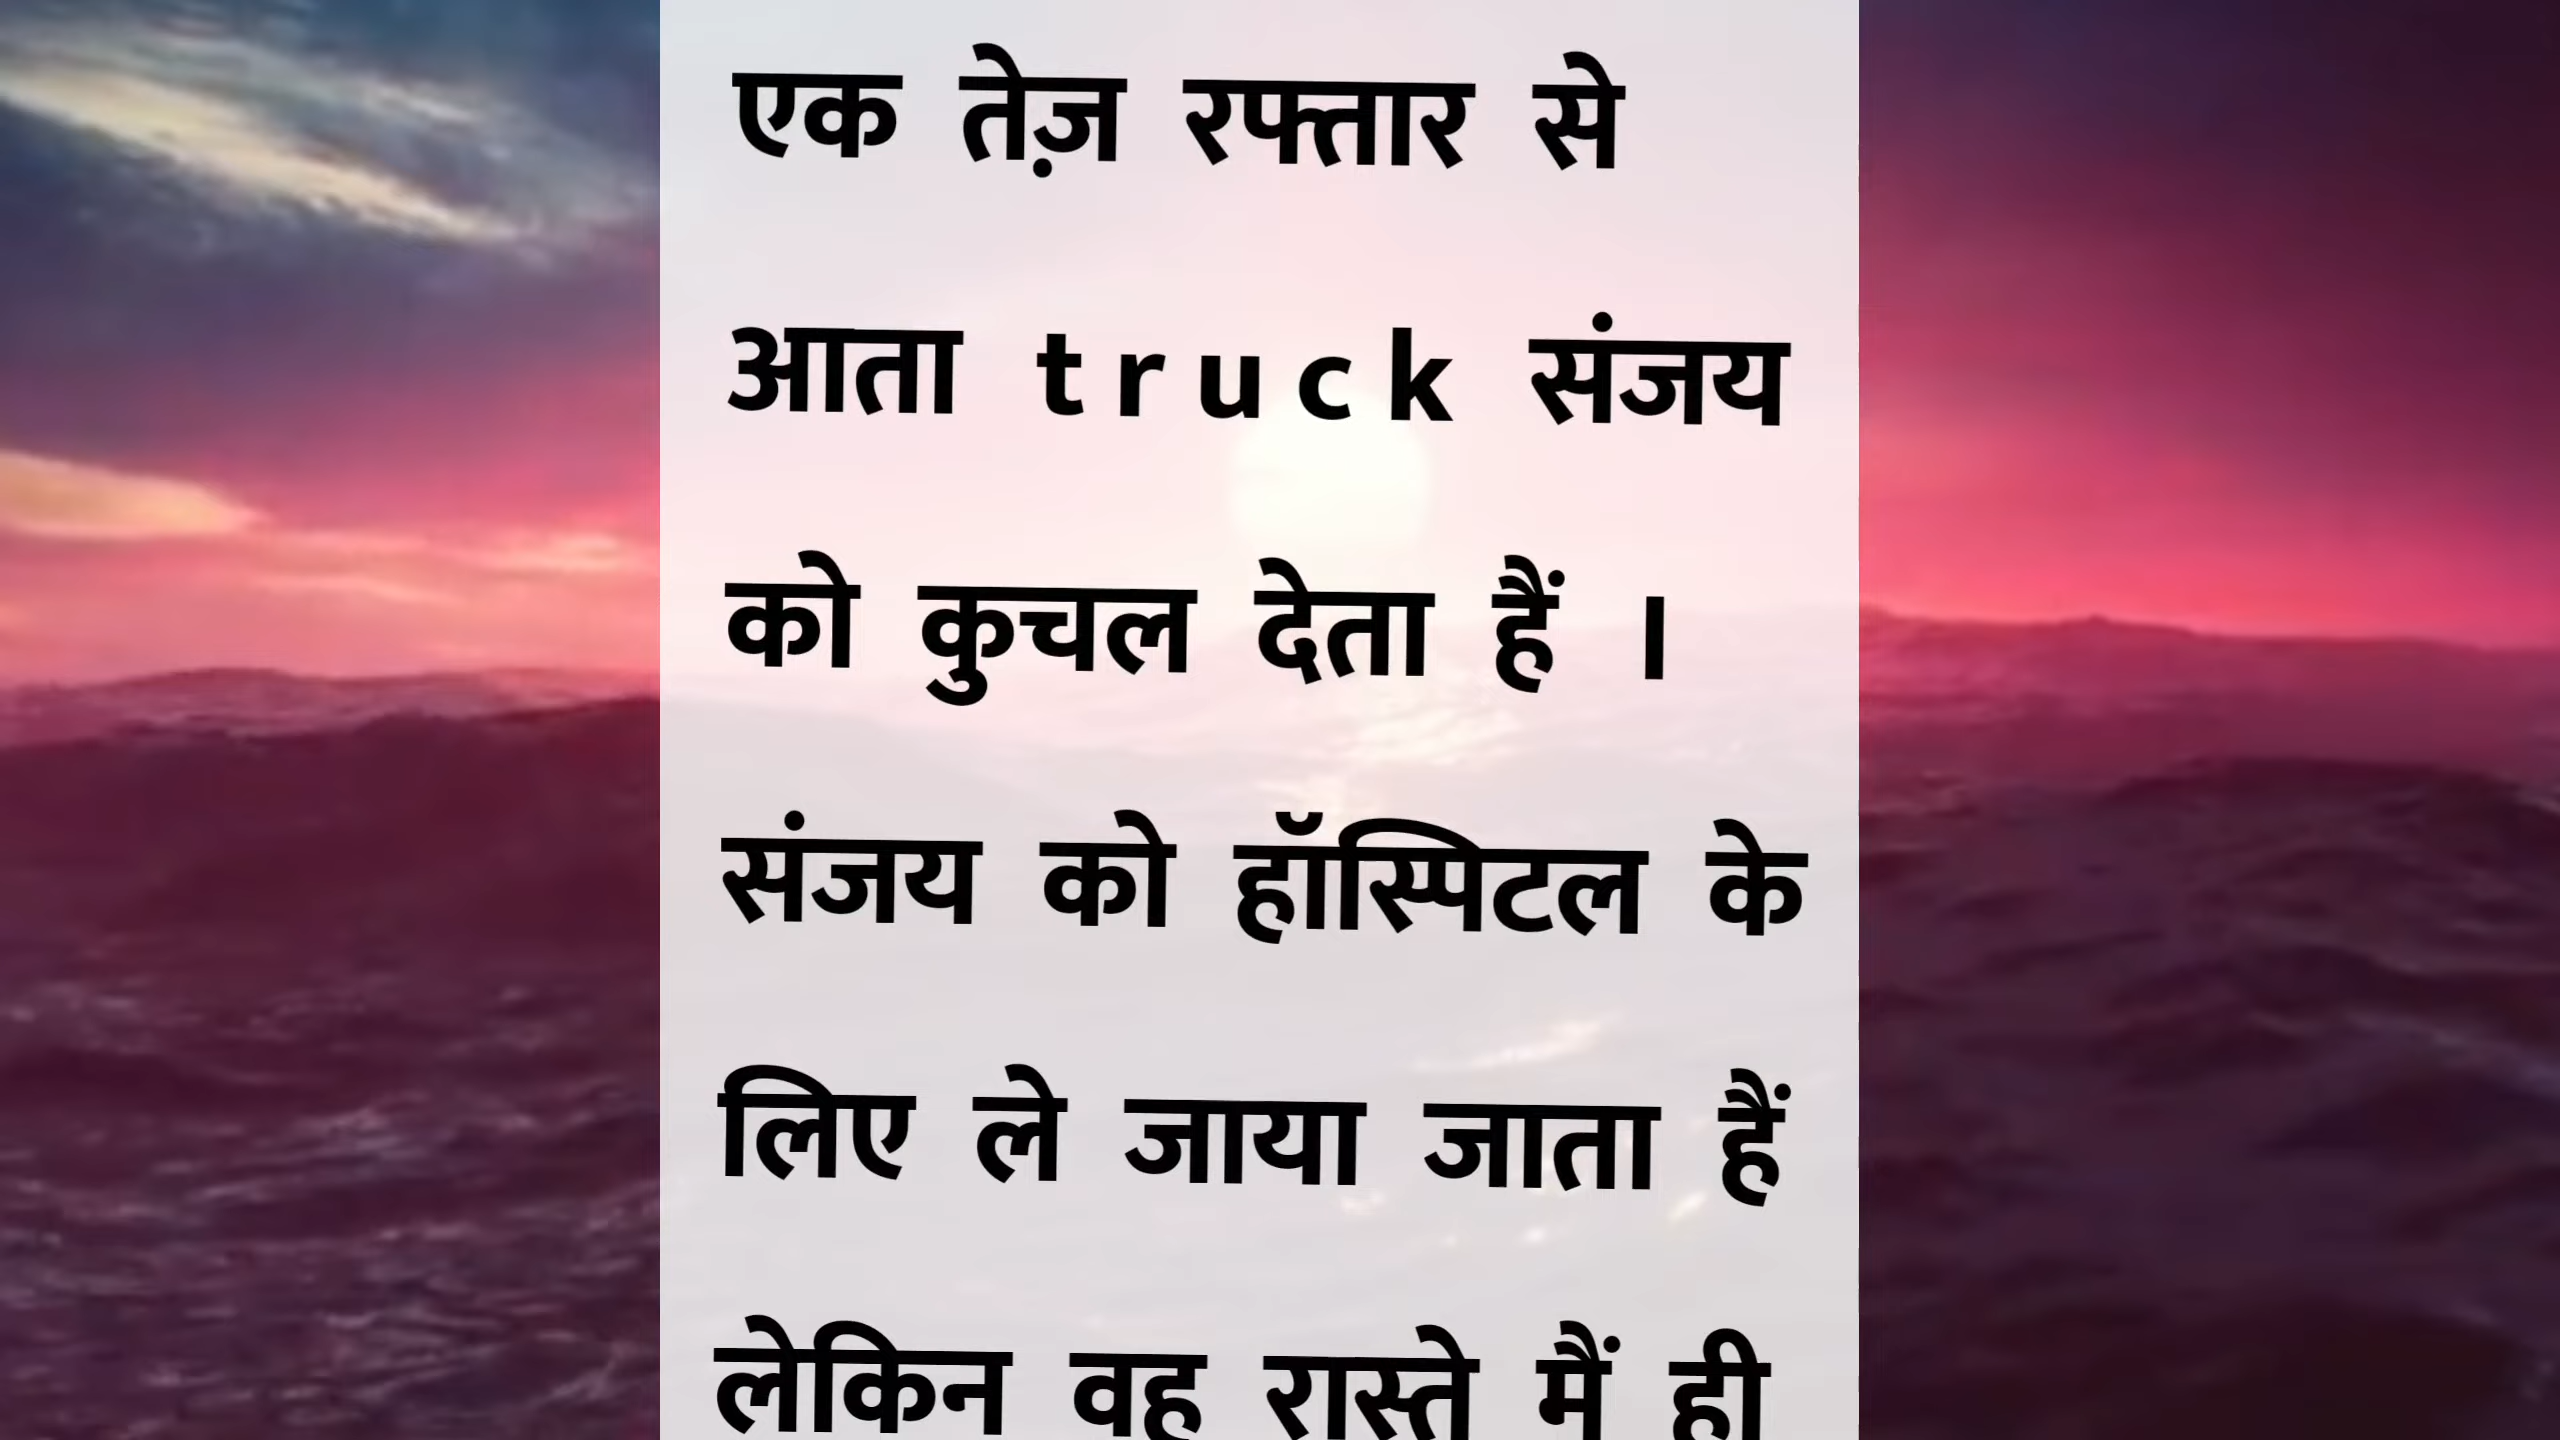 एक तेज़ रफ्तार से
आता truck संजय
को कुचल देता हैं ।
संजय को हॉस्पिटल के
लिए ले जाया जाता हैं
लेकिन वह रास्ते मैं ही